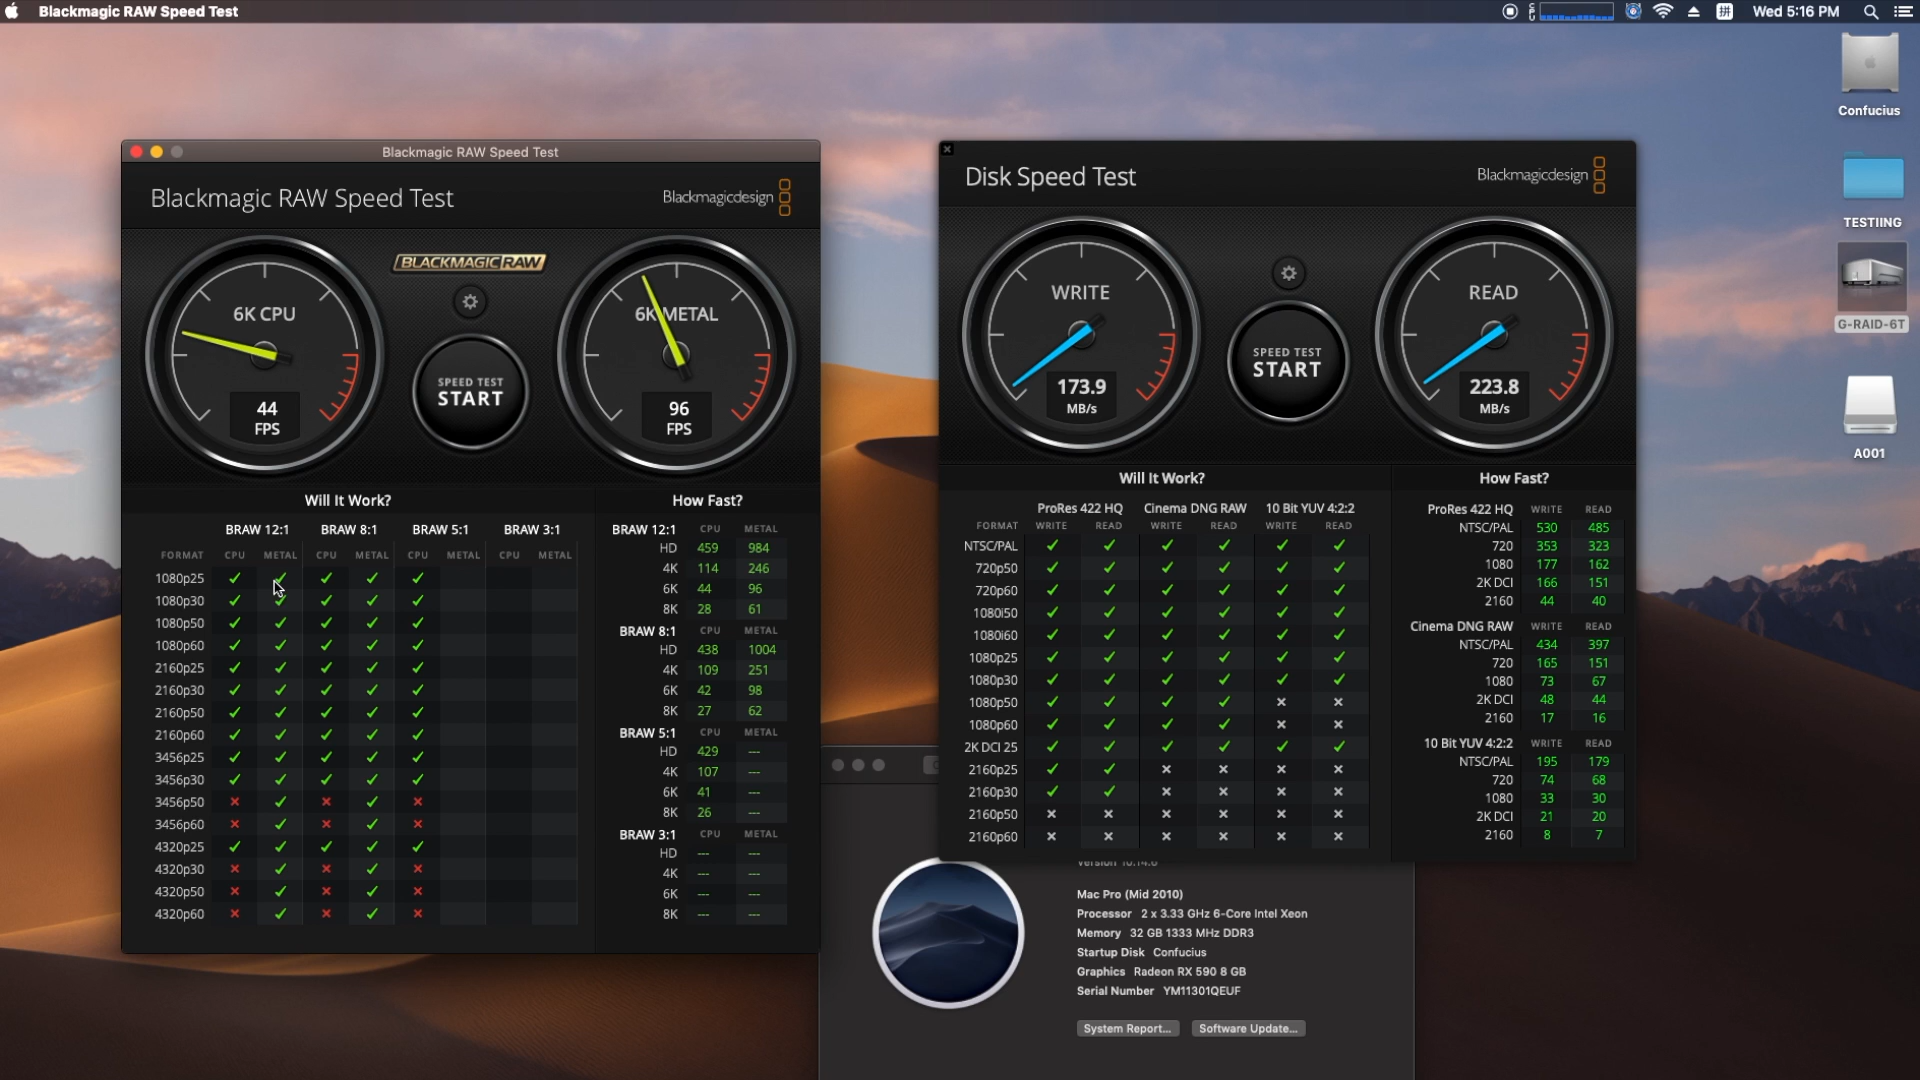 Blackmagic RAW Speed Test
CPU
拼
Wed 5:16 PM
Confucius
TESTIING
G-RAID-6T
A001
Blackmagic RAW Speed Test
Blackmagic RAW Speed Test
Blackmagicdesign
BLACKMAGIC RAW
6K CPU
44
FPS
SPEED TEST
START
6K METAL
96
FPS
Will It Work?
BRAW 12:1 BRAW 8:1 BRAW 5:1 BRAW 3:1
FORMAT CPU METAL CPU METAL CPU METAL CPU METAL
1080p25 ✓ ✓ ✓ ✓ ✓
1080p30 ✓ ✓ ✓ ✓ ✓
1080p50 ✓ ✓ ✓ ✓ ✓
1080p60 ✓ ✓ ✓ ✓ ✓
2160p25 ✓ ✓ ✓ ✓ ✓
2160p30 ✓ ✓ ✓ ✓ ✓
2160p50 ✓ ✓ ✓ ✓ ✓
2160p60 ✓ ✓ ✓ ✓ ✓
3456p25 ✓ ✓ ✓ ✓ ✓
3456p30 ✓ ✓ ✓ ✓ ✓
3456p50 × ✓ × ✓ ×
3456p60 × ✓ × ✓ ×
4320p25 ✓ ✓ ✓ ✓ ✓
4320p30 × ✓ × ✓ ×
4320p50 × ✓ × ✓ ×
4320p60 × ✓ × ✓ ×
How Fast?
BRAW 12:1 CPU METAL
HD 459 984
4K 114 246
6K 44 96
8K 28 61
BRAW 8:1 CPU METAL
HD 438 1004
4K 109 251
6K 42 98
8K 27 62
BRAW 5:1 CPU METAL
HD 429 ---
4K 107 ---
6K 41 ---
8K 26 ---
BRAW 3:1 CPU METAL
HD --- ---
4K --- ---
6K --- ---
8K --- ---
Disk Speed Test
Blackmagicdesign
WRITE
173.9
MB/s
SPEED TEST
START
READ
223.8
MB/s
Will It Work?
ProRes 422 HQ Cinema DNG RAW 10 Bit YUV 4:2:2
FORMAT WRITE READ WRITE READ WRITE READ
NTSC/PAL ✓ ✓ ✓ ✓ ✓ ✓
720p50 ✓ ✓ ✓ ✓ ✓ ✓
720p60 ✓ ✓ ✓ ✓ ✓ ✓
1080i50 ✓ ✓ ✓ ✓ ✓ ✓
1080i60 ✓ ✓ ✓ ✓ ✓ ✓
1080p25 ✓ ✓ ✓ ✓ ✓ ✓
1080p30 ✓ ✓ ✓ ✓ ✓ ✓
1080p50 ✓ ✓ ✓ ✓ × ×
1080p60 ✓ ✓ ✓ ✓ × ×
2K DCI 25 ✓ ✓ ✓ ✓ ✓ ✓
2160p25 ✓ ✓ × × × ×
2160p30 ✓ ✓ × × × ×
2160p50 × × × × × ×
2160p60 × × × × × ×
How Fast?
ProRes 422 HQ WRITE READ
NTSC/PAL 530 485
720 353 323
1080 177 162
2K DCI 166 151
2160 44 40
Cinema DNG RAW WRITE READ
NTSC/PAL 434 397
720 165 151
1080 73 67
2K DCI 48 44
2160 17 16
10 Bit YUV 4:2:2 WRITE READ
NTSC/PAL 195 179
720 74 68
1080 33 30
2K DCI 21 20
2160 8 7
Version 10.14.6
Mac Pro (Mid 2010)
Processor 2 x 3.33 GHz 6-Core Intel Xeon
Memory 32 GB 1333 MHz DDR3
Startup Disk Confucius
Graphics Radeon RX 590 8 GB
Serial Number YM11301QEUF
System Report...
Software Update...